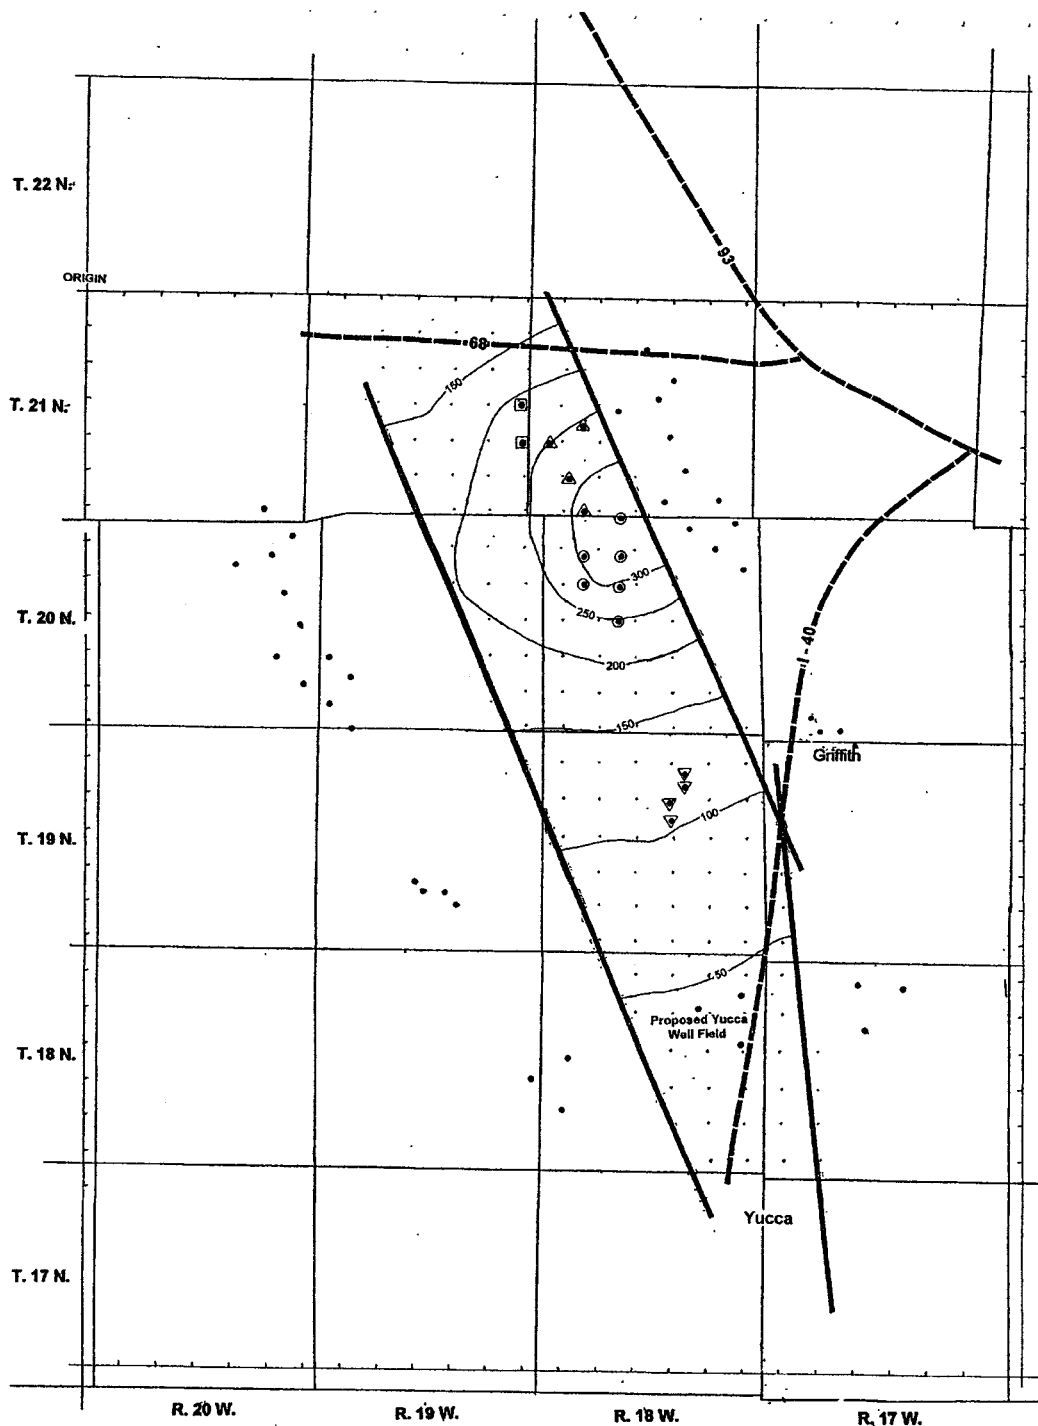 93
T. 22 N.
ORIGIN
68
150
T. 21 N.
300
250
T. 20 N.
I - 40
200
150
Griffith
100
T. 19 N.
50
Proposed Yucca
Well Field
T. 18 N.
Yucca
T. 17 N.
R. 20 W.
R. 19 W.
R. 18 W.
R. 17 W.